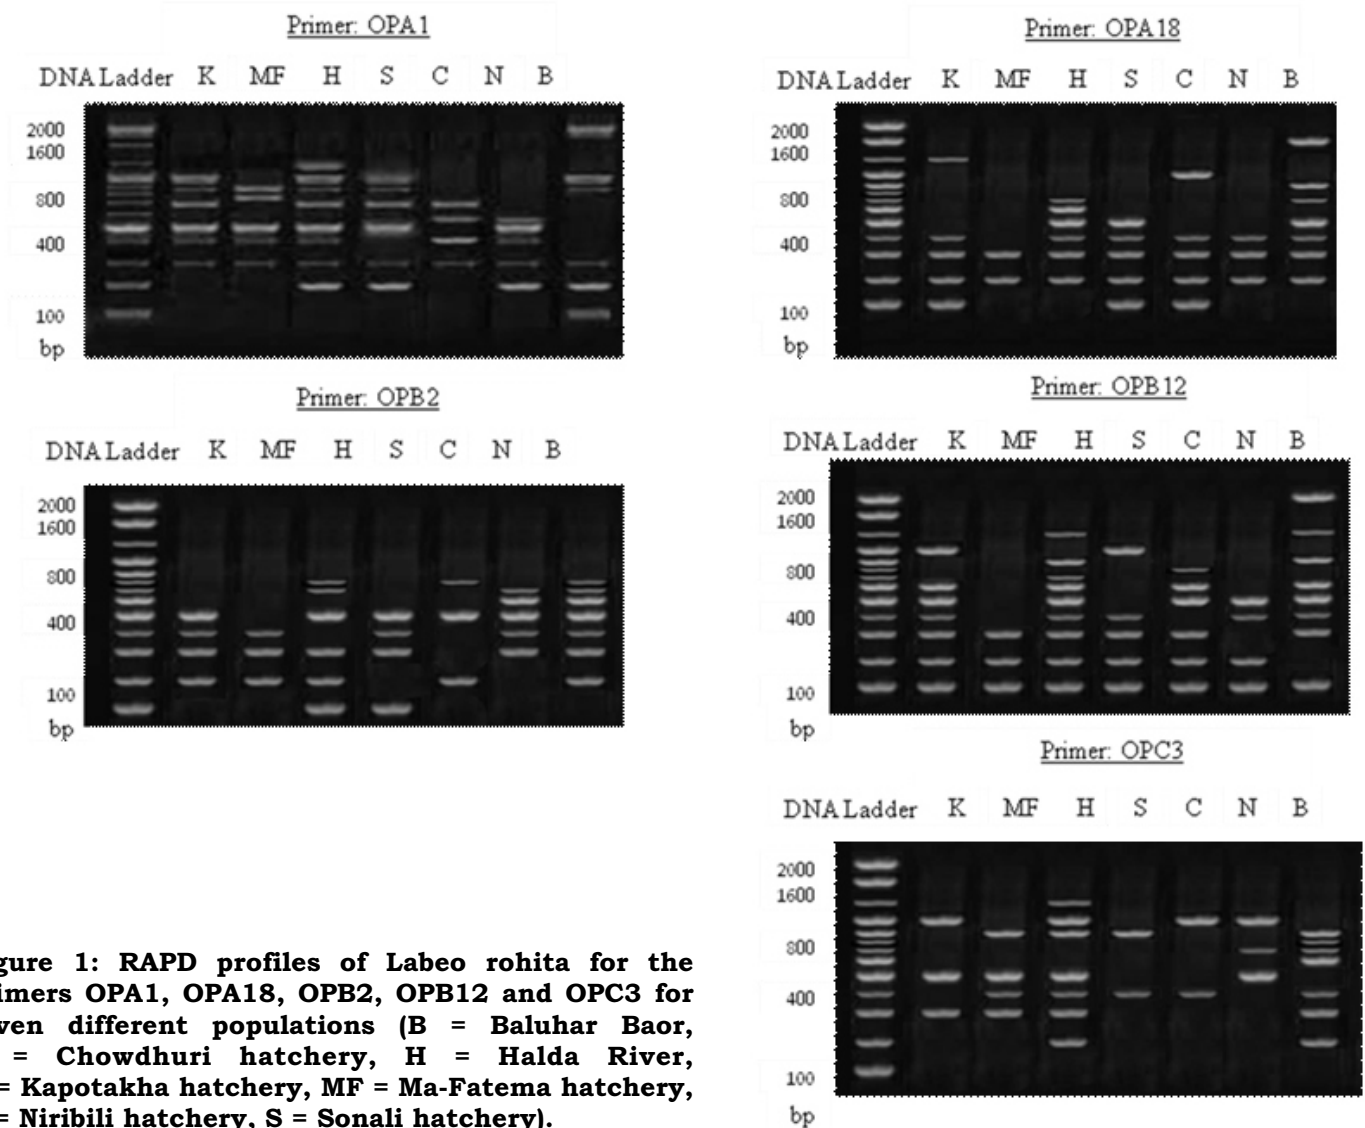 Primer: OPA1
DNA Ladder K MF H S C N B
2000
1600
800
400
100
bp
Primer: OPA18
DNA Ladder K MF H S C N B
2000
1600
800
400
100
bp
Primer: OPB2
DNA Ladder K MF H S C N B
2000
1600
800
400
100
bp
Primer: OPB12
DNA Ladder K MF H S C N B
2000
1600
800
400
100
bp
Primer: OPC3
DNA Ladder K MF H S C N B
2000
1600
800
400
100
bp
gure 1: RAPD profiles of Labeo rohita for the
imers OPA1, OPA18, OPB2, OPB12 and OPC3 for
ven different populations (B = Baluhar Baor,
= Chowdhuri hatchery, H = Halda River,
= Kapotakha hatchery, MF = Ma-Fatema hatchery,
= Niribili hatchery, S = Sonali hatchery).